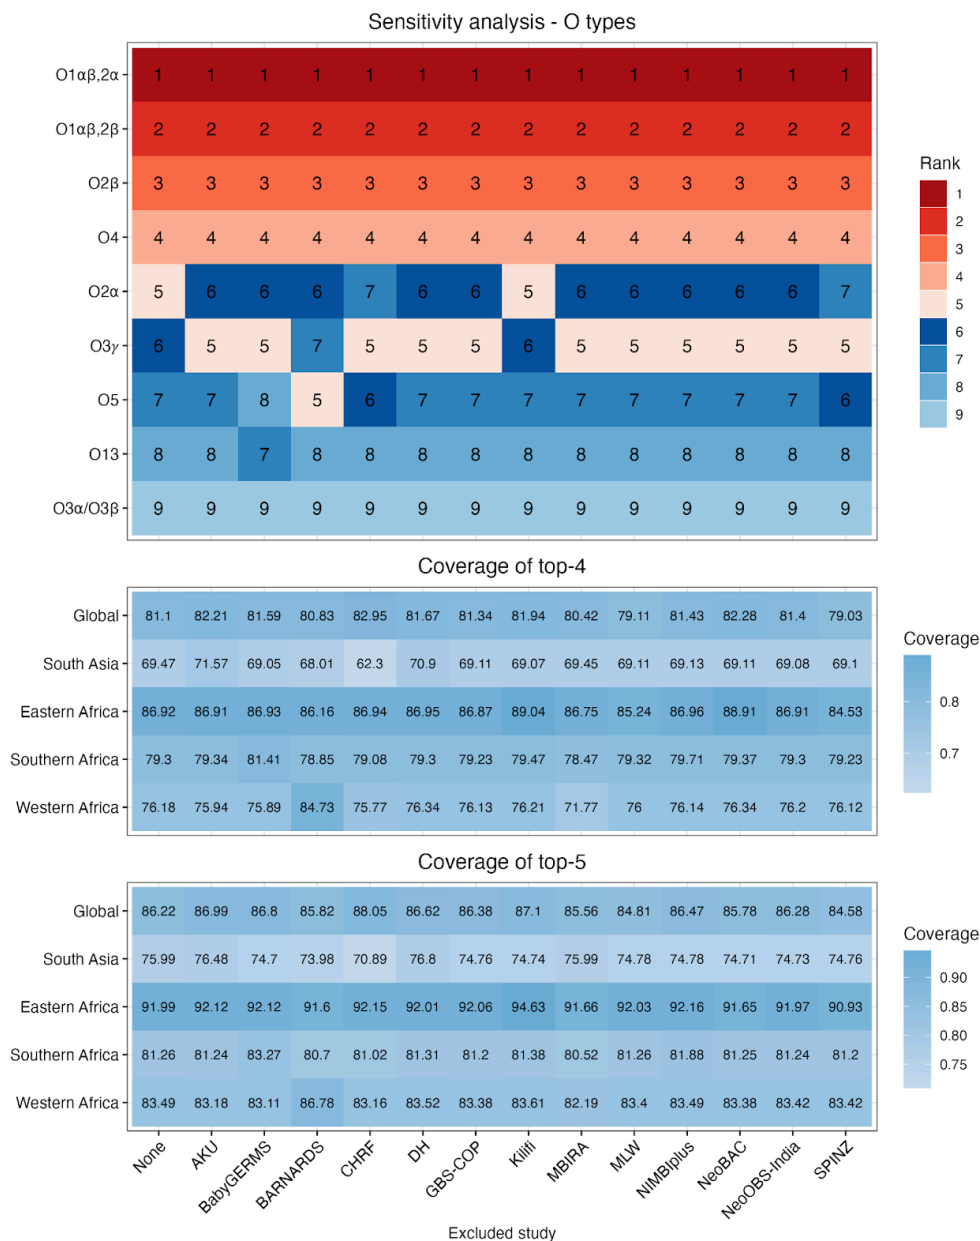 Sensitivity analysis - O types
O1αβ,2α 1 1 1 1 1 1 1 1 1 1 1 1 1 1
O1αβ,2β 2 2 2 2 2 2 2 2 2 2 2 2 2 2
O2β 3 3 3 3 3 3 3 3 3 3 3 3 3 3
O4 4 4 4 4 4 4 4 4 4 4 4 4 4 4
O2α 5 6 6 6 7 6 6 5 6 6 6 6 6 7
O3γ 6 5 5 7 5 5 5 6 5 5 5 5 5 5
O5 7 7 8 5 6 7 7 7 7 7 7 7 7 6
O13 8 8 7 8 8 8 8 8 8 8 8 8 8 8
O3α/O3β 9 9 9 9 9 9 9 9 9 9 9 9 9 9
Rank
1
2
3
4
5
6
7
8
9
Coverage of top-4
Global 81.1 82.21 81.59 80.83 82.95 81.67 81.34 81.94 80.42 79.11 81.43 82.28 81.4 79.03
South Asia 69.47 71.57 69.05 68.01 62.3 70.9 69.11 69.07 69.45 69.11 69.13 69.11 69.08 69.1
Eastern Africa 86.92 86.91 86.93 86.16 86.94 86.95 86.87 89.04 86.75 85.24 86.96 88.91 86.91 84.53
Southern Africa 79.3 79.34 81.41 78.85 79.08 79.3 79.23 79.47 78.47 79.32 79.71 79.37 79.3 79.23
Western Africa 76.18 75.94 75.89 84.73 75.77 76.34 76.13 76.21 71.77 76 76.14 76.34 76.2 76.12
Coverage
0.8
0.7
Coverage of top-5
Global 86.22 86.99 86.8 85.82 88.05 86.62 86.38 87.1 85.56 84.81 86.47 85.78 86.28 84.58
South Asia 75.99 76.48 74.7 73.98 70.89 76.8 74.76 74.74 75.99 74.78 74.78 74.71 74.73 74.76
Eastern Africa 91.99 92.12 92.12 91.6 92.15 92.01 92.06 94.63 91.66 92.03 92.16 91.65 91.97 90.93
Southern Africa 81.26 81.24 83.27 80.7 81.02 81.31 81.2 81.38 80.52 81.26 81.88 81.25 81.24 81.2
Western Africa 83.49 83.18 83.11 86.78 83.16 83.52 83.38 83.61 82.19 83.4 83.49 83.38 83.42 83.42
Coverage
0.90
0.85
0.80
0.75
None AKU BabyGERMS BARNARDS CHRF DH GBS-COP Kilifi MBIRA MLW NIMBIplus NeoBAC NeoOBS-India SPINZ
Excluded study